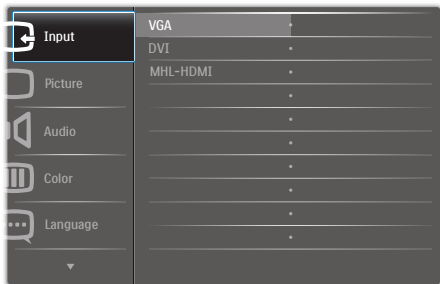 Input
Picture
Audio
Color
Language
VGA
DVI
MHL-HDMI